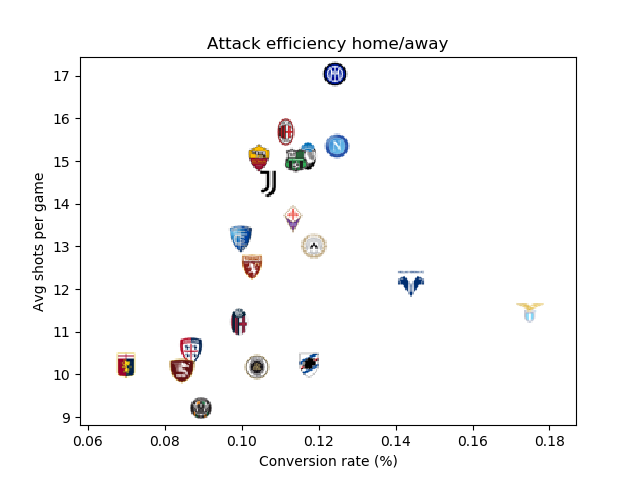 Attack efficiency home/away
17
16
15
14
13
12
11
10
9
Avg shots per game
0.06 0.08 0.10 0.12 0.14 0.16 0.18
Conversion rate (%)
N